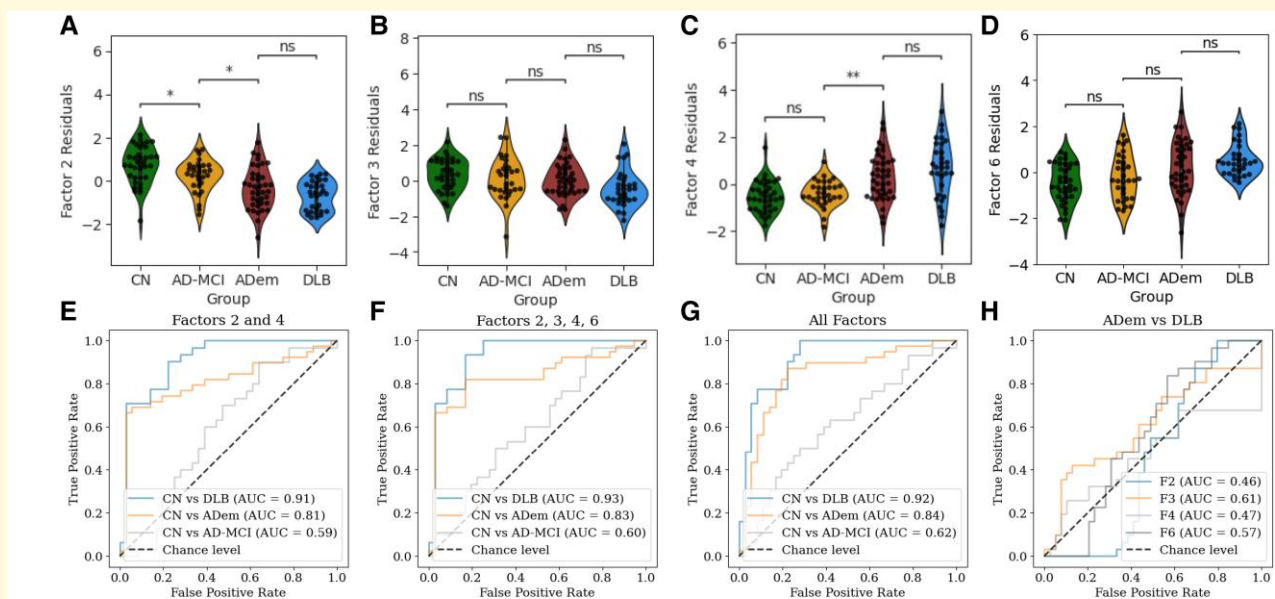 A
Factor 2 Residuals
6
4
2
0
−2
*
*
ns
CN AD-MCI ADem DLB
Group
B
Factor 3 Residuals
8
6
4
2
0
−2
−4
ns
ns
ns
CN AD-MCI ADem DLB
Group
C
Factor 4 Residuals
6
4
2
0
−2
ns
**
ns
CN AD-MCI ADem DLB
Group
D
Factor 6 Residuals
6
4
2
0
−2
−4
ns
ns
ns
CN AD-MCI ADem DLB
Group
E
Factors 2 and 4
True Positive Rate
1.0
0.8
0.6
0.4
0.2
0.0
CN vs DLB (AUC = 0.91)
CN vs ADem (AUC = 0.81)
CN vs AD-MCI (AUC = 0.59)
Chance level
0.0 0.2 0.4 0.6 0.8 1.0
False Positive Rate
F
Factors 2, 3, 4, 6
True Positive Rate
1.0
0.8
0.6
0.4
0.2
0.0
CN vs DLB (AUC = 0.93)
CN vs ADem (AUC = 0.83)
CN vs AD-MCI (AUC = 0.60)
Chance level
0.0 0.2 0.4 0.6 0.8 1.0
False Positive Rate
G
All Factors
True Positive Rate
1.0
0.8
0.6
0.4
0.2
0.0
CN vs DLB (AUC = 0.92)
CN vs ADem (AUC = 0.84)
CN vs AD-MCI (AUC = 0.62)
Chance level
0.0 0.2 0.4 0.6 0.8 1.0
False Positive Rate
H
ADem vs DLB
True Positive Rate
1.0
0.8
0.6
0.4
0.2
0.0
F2 (AUC = 0.46)
F3 (AUC = 0.61)
F4 (AUC = 0.47)
F6 (AUC = 0.57)
Chance level
0.0 0.2 0.4 0.6 0.8 1.0
False Positive Rate